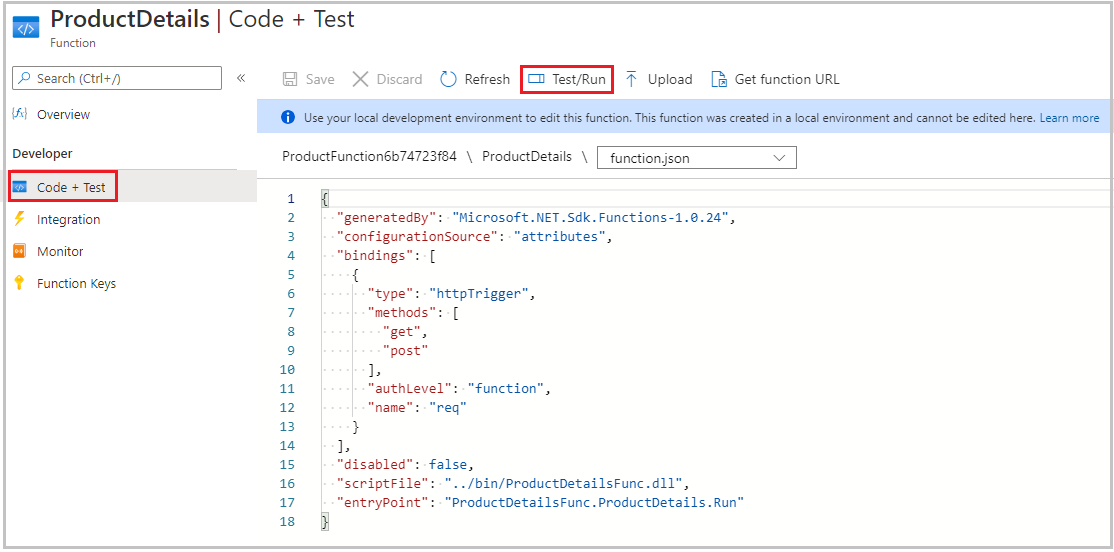 ProductDetails | Code + Test
Function
Search (Ctrl+/)
«
Save
Discard
Refresh
Test/Run
Upload
Get function URL
Overview
Developer
Code + Test
Integration
Monitor
Function Keys
Use your local development environment to edit this function. This function was created in a local environment and cannot be edited here. Learn more
ProductFunction6b74723f84 \ ProductDetails \ function.json
1 {
2 "generatedBy": "Microsoft.NET.Sdk.Functions-1.0.24",
3 "configurationSource": "attributes",
4 "bindings": [
5 {
6 "type": "httpTrigger",
7 "methods": [
8 "get",
9 "post"
10 ],
11 "authLevel": "function",
12 "name": "req"
13 }
14 ],
15 "disabled": false,
16 "scriptFile": "../bin/ProductDetailsFunc.dll",
17 "entryPoint": "ProductDetailsFunc.ProductDetails.Run"
18 }